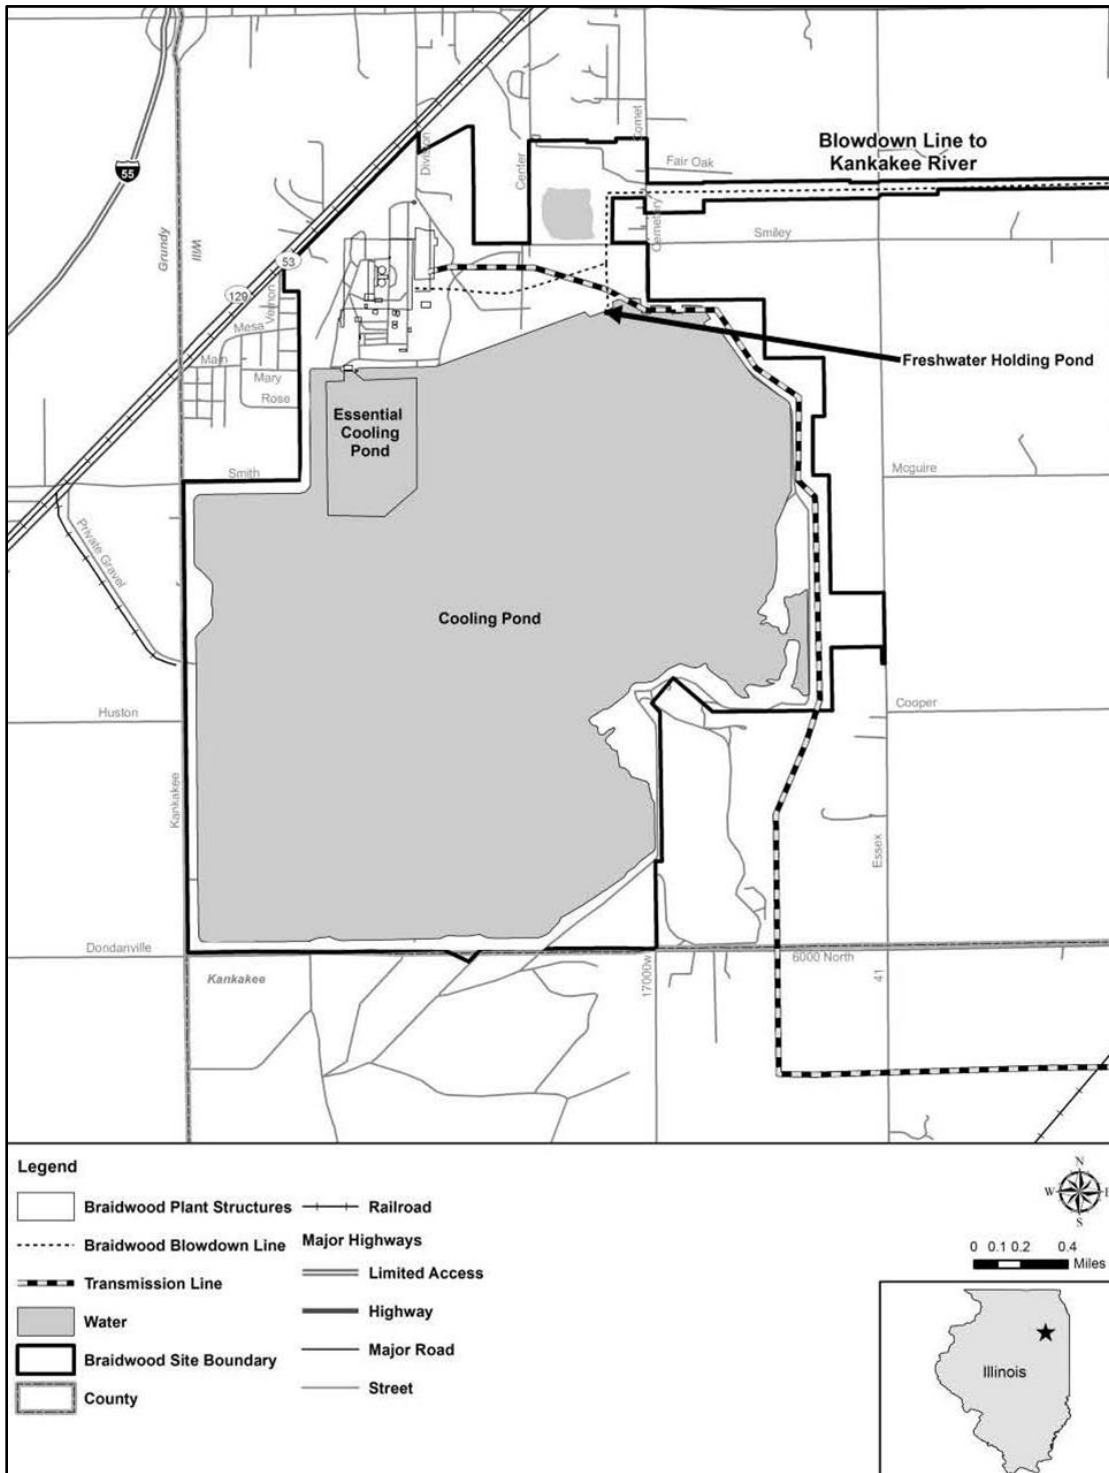 Blowdown Line to
Kankakee River
55
Grundy
Will
Division
Center
Comet
Fair Oak
Cemetery
Smiley
53
129
Vernon
Mesa
Main
Mary
Rose
Freshwater Holding Pond
Essential
Cooling
Pond
Smith
Mcguire
Private Gravel
Cooling Pond
Huston
Cooper
Kankakee
Essex
Dondanville
6000 North
Kankakee
17000w
41
Legend
Braidwood Plant Structures
Braidwood Blowdown Line
Transmission Line
Water
Braidwood Site Boundary
County
Railroad
Major Highways
Limited Access
Highway
Major Road
Street
N
W
E
S
0 0.1 0.2 0.4
Miles
Illinois